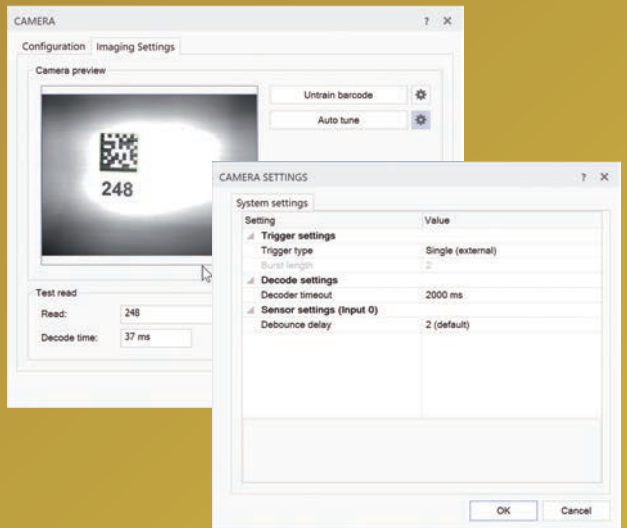 CAMERA ? ×
Configuration Imaging Settings
Camera preview
Untrain barcode
Auto tune
248
Test read
Read: 248
Decode time: 37 ms
CAMERA SETTINGS ? ×
System settings
Setting Value
Trigger settings
Trigger type Single (external)
Burst length 2
Decode settings
Decoder timeout 2000 ms
Sensor settings (Input 0)
Debounce delay 2 (default)
OK Cancel